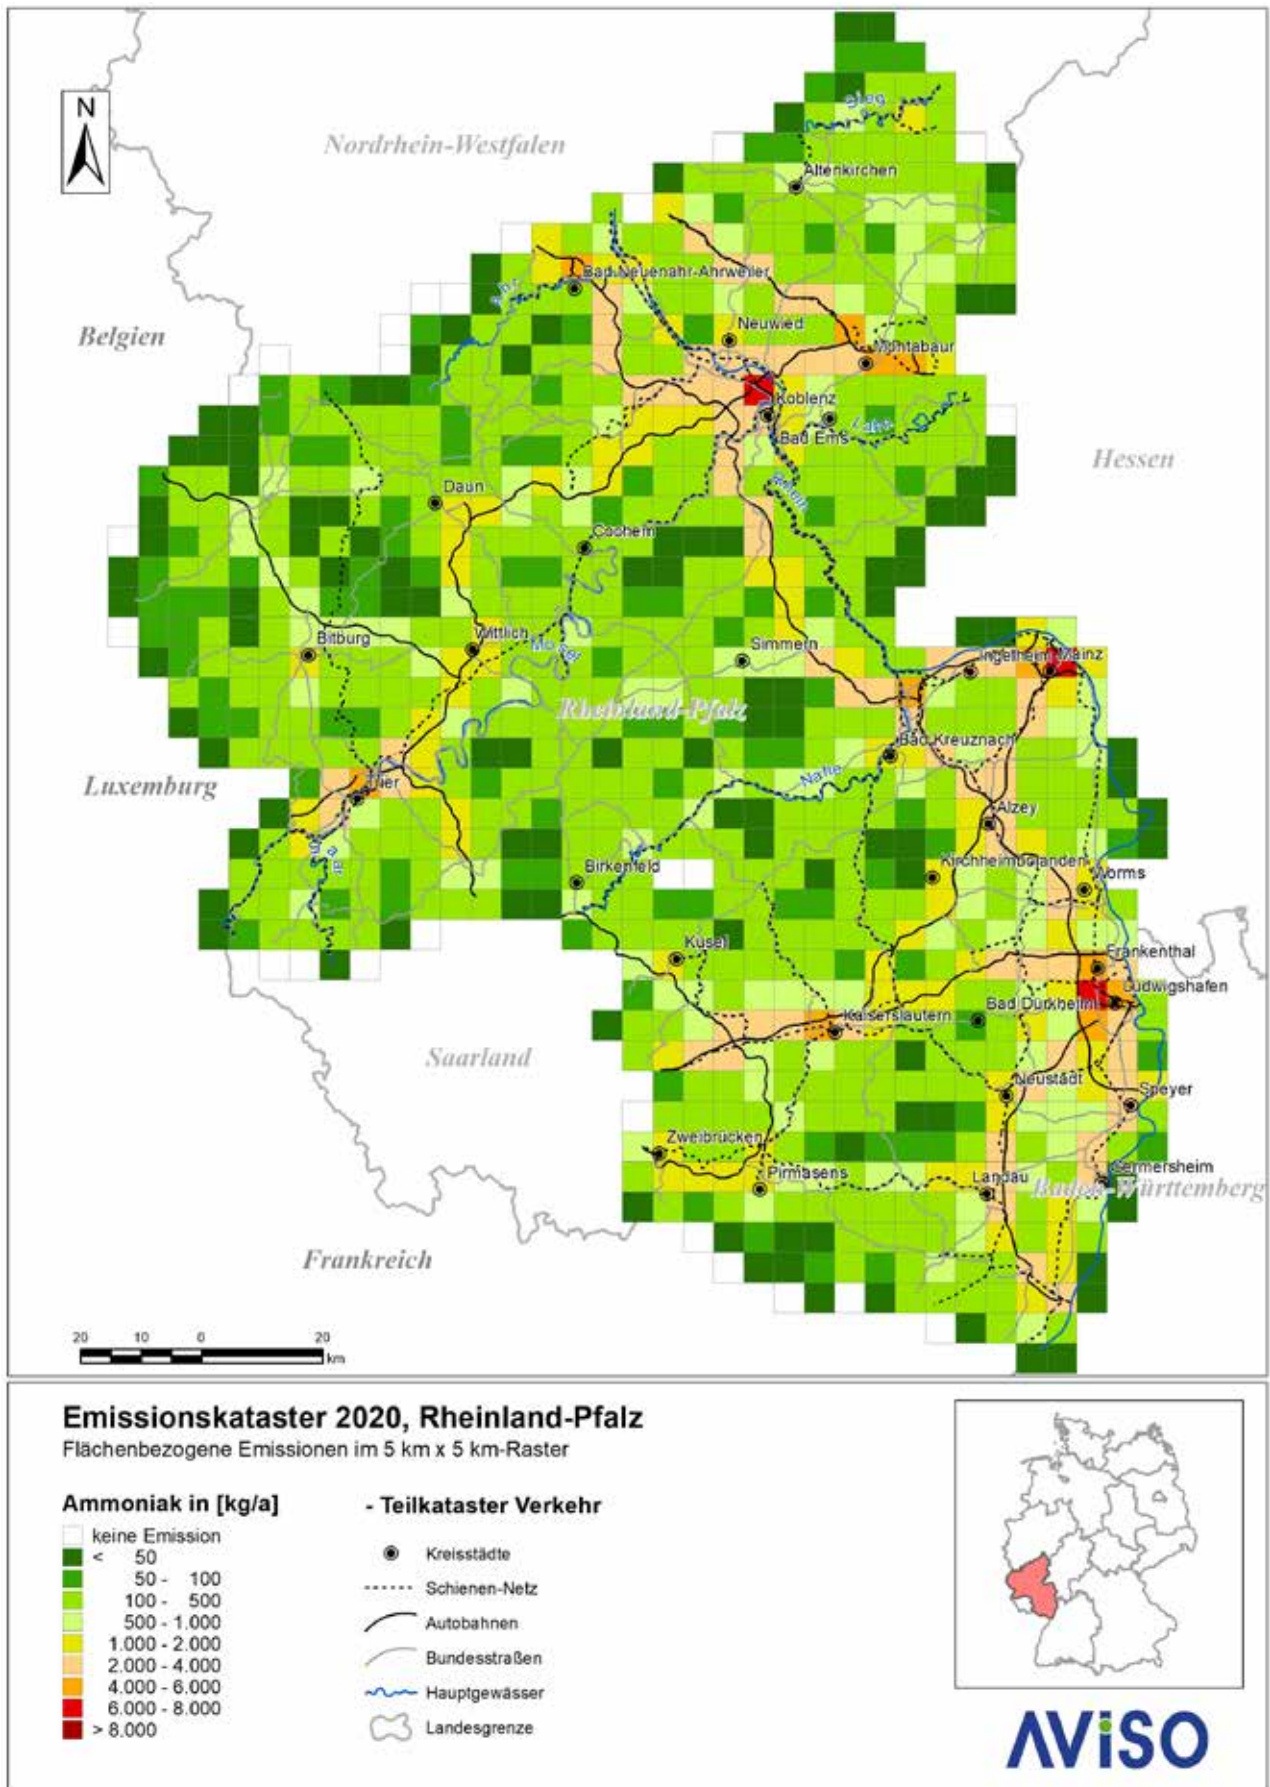 N
Nordrhein-Westfalen
Sieg
Altenkirchen
Bad Neuenahr-Ahrweiler
Ahr
Belgien
Neuwied
Montabaur
Koblenz
Bad Ems
Lahn
Hessen
Rhein
Daun
Cochem
Bitburg
Wittlich
Mosel
Simmern
Ingelheim
Mainz
Rheinland-Pfalz
Bad Kreuznach
Luxemburg
Trier
Nahe
Alzey
Saar
Birkenfeld
Kirchheimbolanden
Worms
Kusel
Frankenthal
Ludwigshafen
Bad Dürkheim
Kaiserslautern
Saarland
Neustadt
Speyer
Zweibrücken
Pirmasens
Landau
Germersheim
Baden-Württemberg
Frankreich
20 10 0 20
km
Emissionskataster 2020, Rheinland-Pfalz
Flächenbezogene Emissionen im 5 km x 5 km-Raster
Ammoniak in [kg/a]
keine Emission
< 50
50 - 100
100 - 500
500 - 1.000
1.000 - 2.000
2.000 - 4.000
4.000 - 6.000
6.000 - 8.000
> 8.000
- Teilkataster Verkehr
Kreisstädte
Schienen-Netz
Autobahnen
Bundesstraßen
Hauptgewässer
Landesgrenze
AViSO